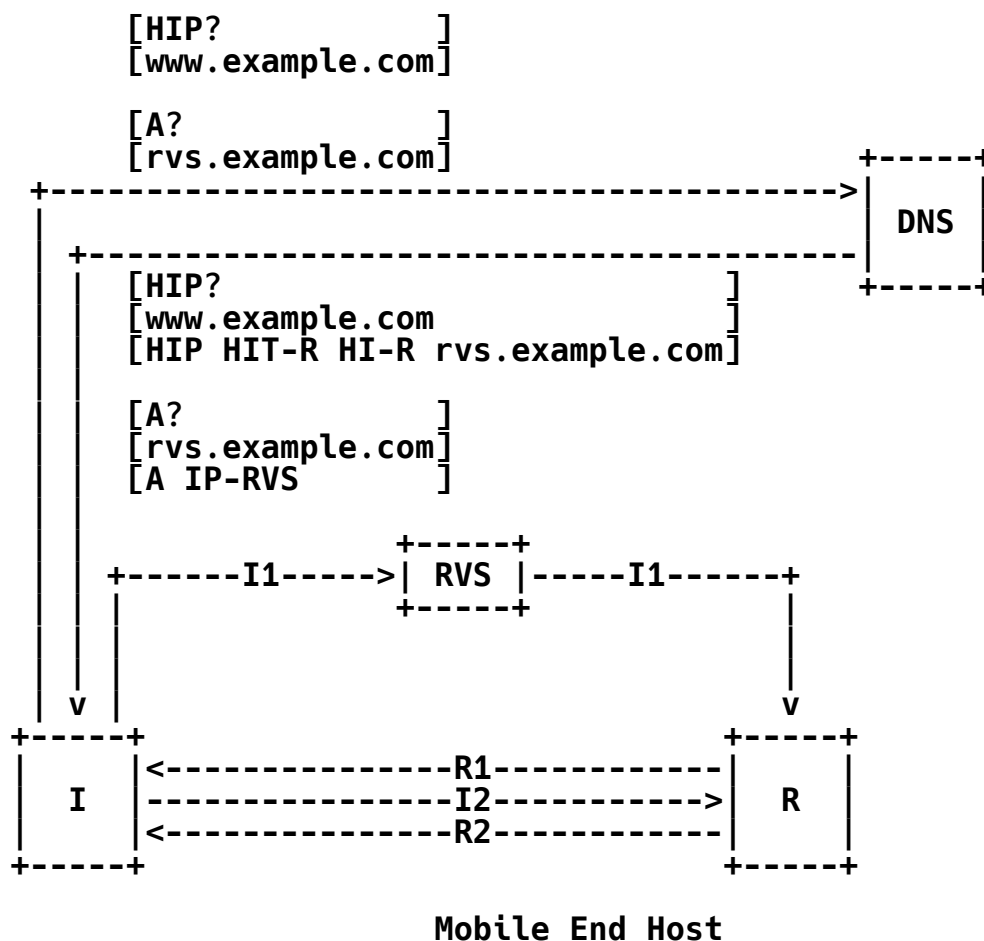 [HIP?           ]
[www.example.com]
[A?             ]
[rvs.example.com]
DNS
[HIP?                          ]
[www.example.com               ]
[HIP HIT-R HI-R rvs.example.com]
[A?             ]
[rvs.example.com]
[A IP-RVS       ]
I1 RVS I1
R1
I I2 R
R2
Mobile End Host